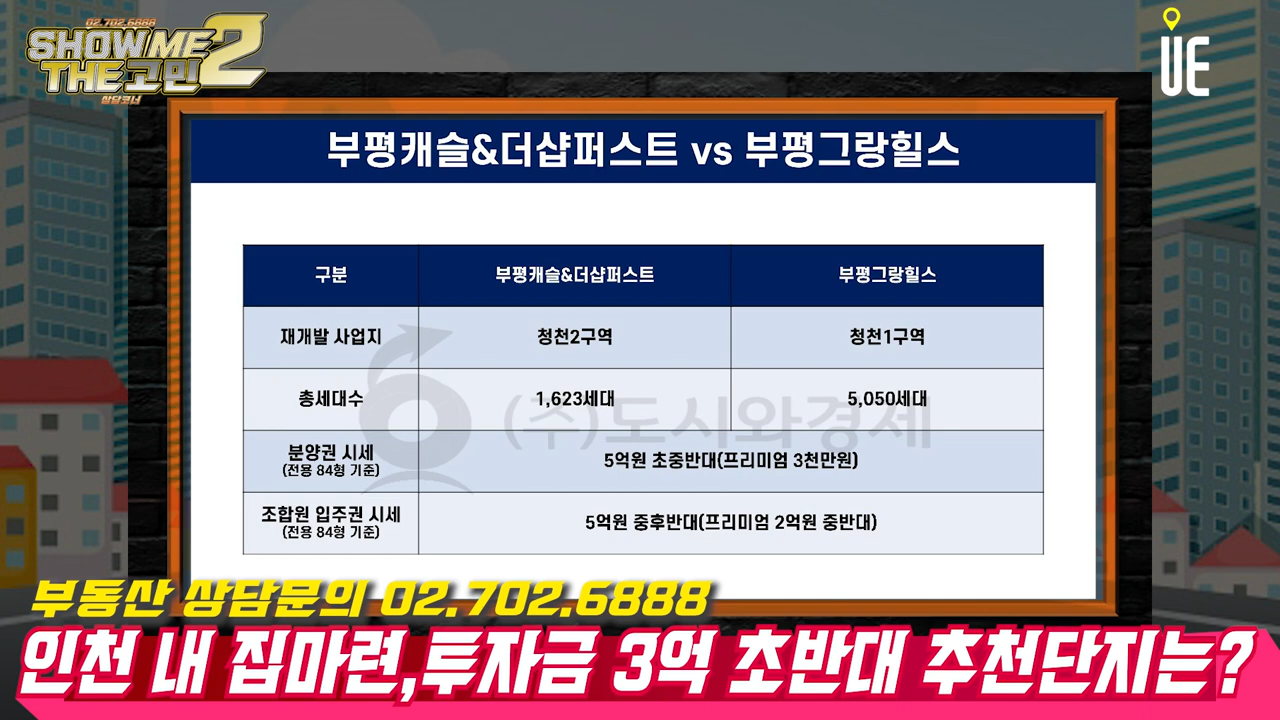 02.702.6888
SHOW ME
THE고민2
상담코너
UE
부평캐슬&더샵퍼스트 vs 부평그랑힐스
구분 부평캐슬&더샵퍼스트 부평그랑힐스
재개발 사업지 청천2구역 청천1구역
총세대수 1,623세대 5,050세대
분양권 시세
(전용 84형 기준)
5억원 초중반대(프리미엄 3천만원)
조합원 입주권 시세
(전용 84형 기준)
5억원 중후반대(프리미엄 2억원 중반대)
(주)도시와경제
부동산 상담문의 02.702.6888
인천 내 집마련,투자금 3억 초반대 추천단지는?